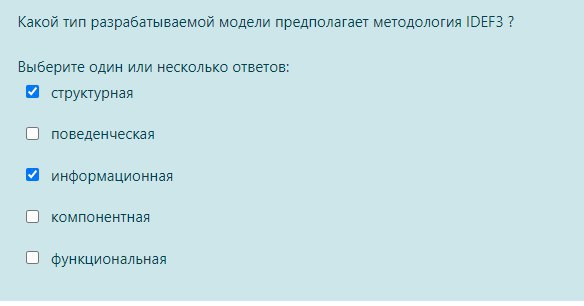 Какой тип разрабатываемой модели предполагает методология IDEF3 ?
Выберите один или несколько ответов:
структурная
поведенческая
информационная
компонентная
функциональная